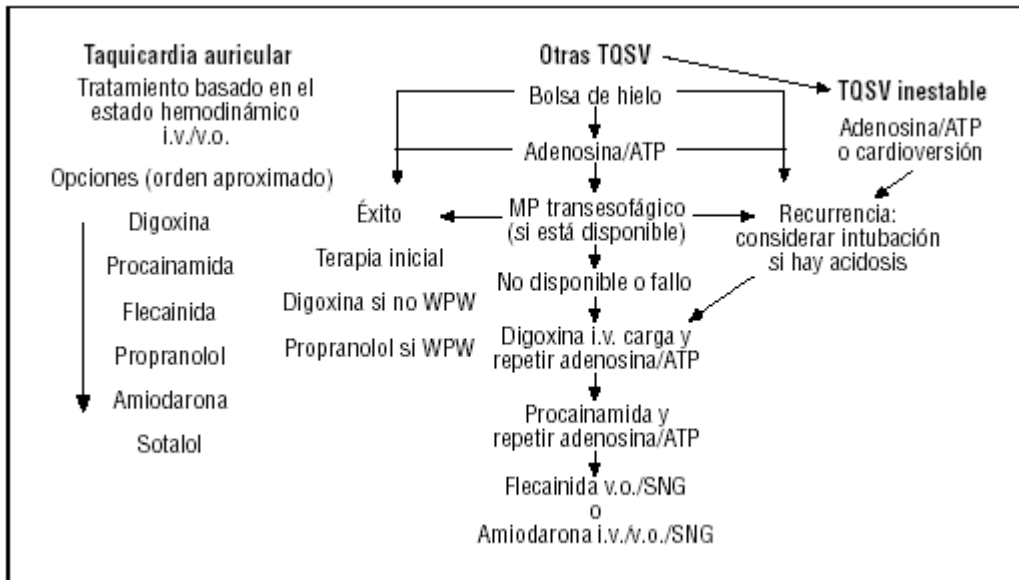 Taquicardia auricular
Tratamiento basado en el
estado hemodinámico
i.v./v.o.
Opciones (orden aproximado)
Digoxina
Procainamida
Flecainida
Propranolol
Amiodarona
Sotalol
Otras TQSV
Bolsa de hielo
Adenosina/ATP
MP transesofágico
(si está disponible)
No disponible o fallo
Digoxina i.v. carga y
repetir adenosina/ATP
Procainamida y
repetir adenosina/ATP
Flecainida v.o./SNG
o
Amiodarona i.v./v.o./SNG
Éxito
Terapia inicial
Digoxina si no WPW
Propranolol si WPW
TQSV inestable
Adenosina/ATP
o cardioversión
Recurrencia:
considerar intubación
si hay acidosis